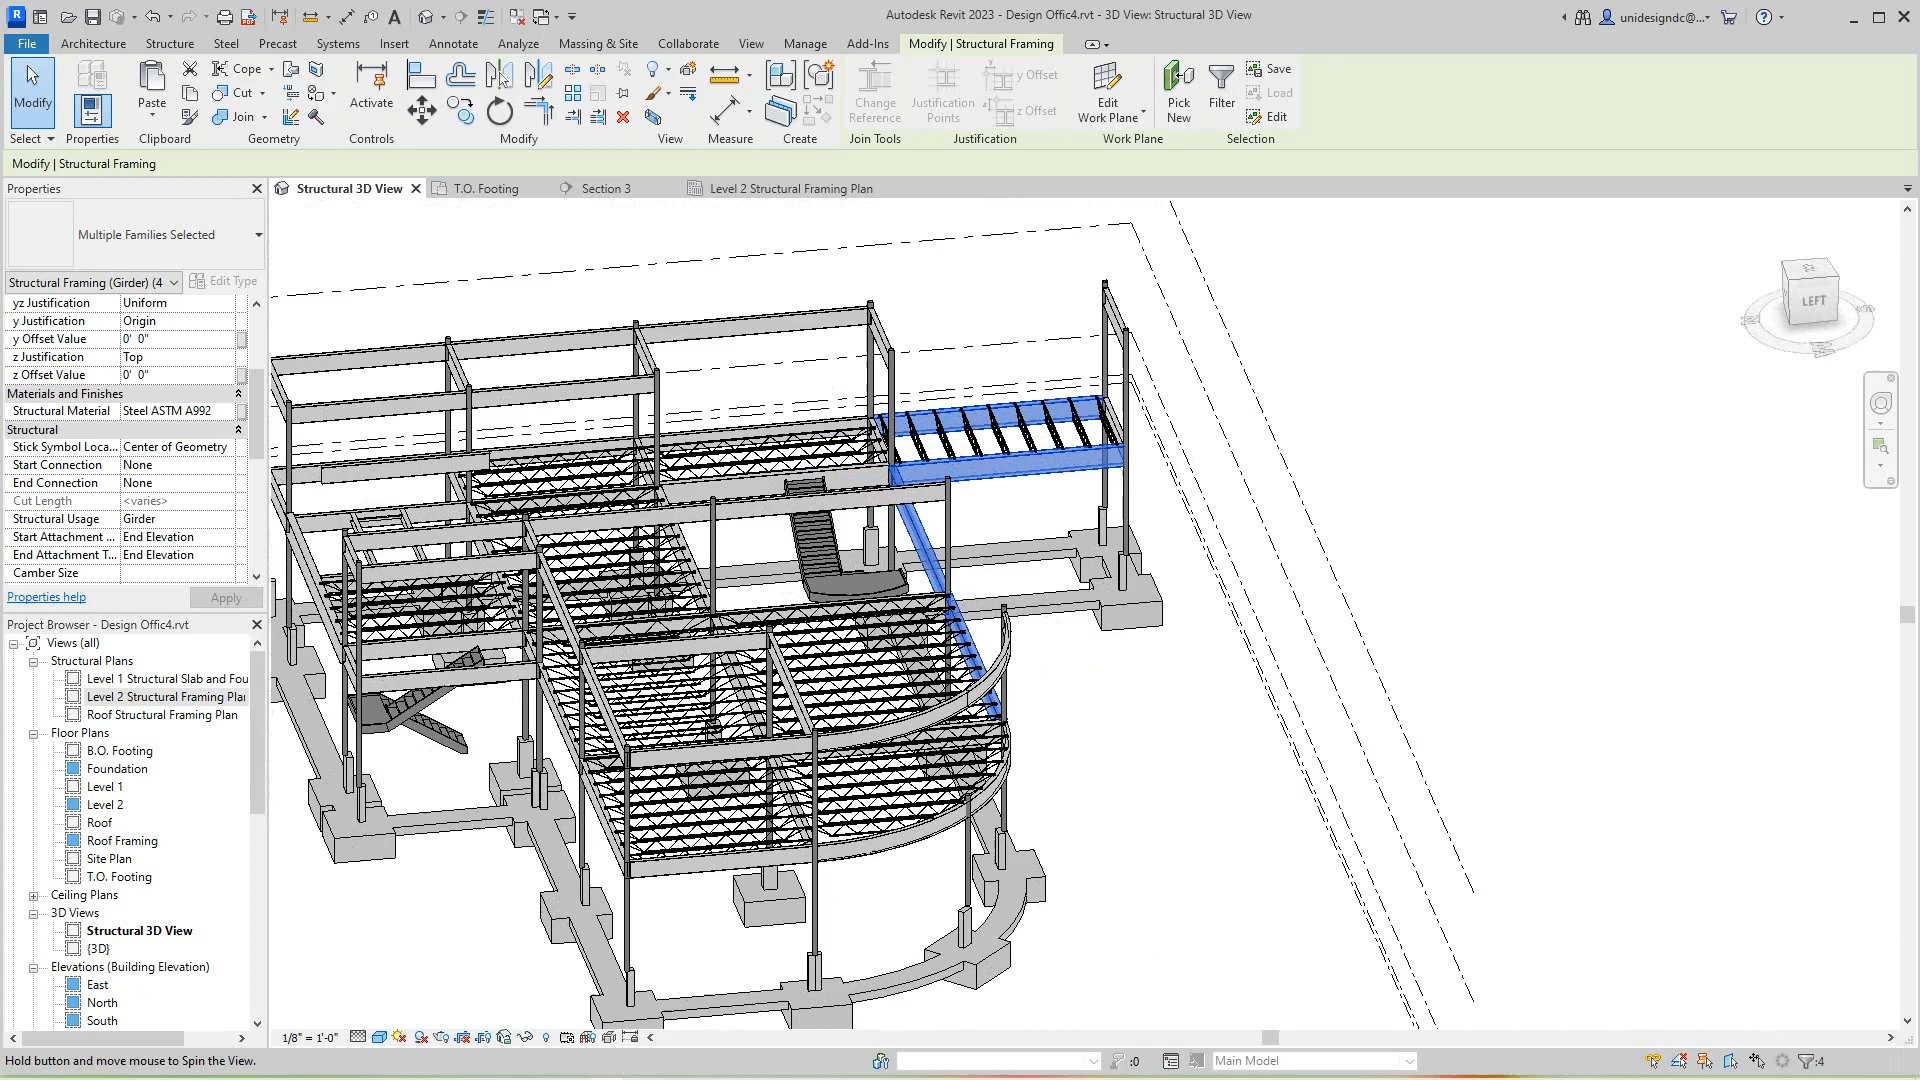 Autodesk Revit 2023 - Design Offic4.rvt - 3D View: Structural 3D View
unidesigndc@...
File Architecture Structure Steel Precast Systems Insert Annotate Analyze Massing & Site Collaborate View Manage Add-Ins Modify | Structural Framing
Modify
Paste
Cope
Cut
Join
Activate
Change Reference
Justification Points
y Offset
z Offset
Edit Work Plane
Pick New
Filter
Save
Load
Edit
Select Properties Clipboard Geometry Controls Modify View Measure Create Join Tools Justification Work Plane Selection
Modify | Structural Framing
Properties
Structural 3D View T.O. Footing Section 3 Level 2 Structural Framing Plan
Multiple Families Selected
Structural Framing (Girder) (4 Edit Type
yz Justification Uniform
y Justification Origin
y Offset Value 0' 0"
z Justification Top
z Offset Value 0' 0"
Materials and Finishes
Structural Material Steel ASTM A992
Structural
Stick Symbol Loca... Center of Geometry
Start Connection None
End Connection None
Cut Length <varies>
Structural Usage Girder
Start Attachment ... End Elevation
End Attachment T... End Elevation
Camber Size
Properties help Apply
Project Browser - Design Offic4.rvt
Views (all)
Structural Plans
Level 1 Structural Slab and Fou
Level 2 Structural Framing Plan
Roof Structural Framing Plan
Floor Plans
B.O. Footing
Foundation
Level 1
Level 2
Roof
Roof Framing
Site Plan
T.O. Footing
Ceiling Plans
3D Views
Structural 3D View
{3D}
Elevations (Building Elevation)
East
North
South
LEFT
1/8" = 1'-0"
Hold button and move mouse to Spin the View.
:0
Main Model
:4